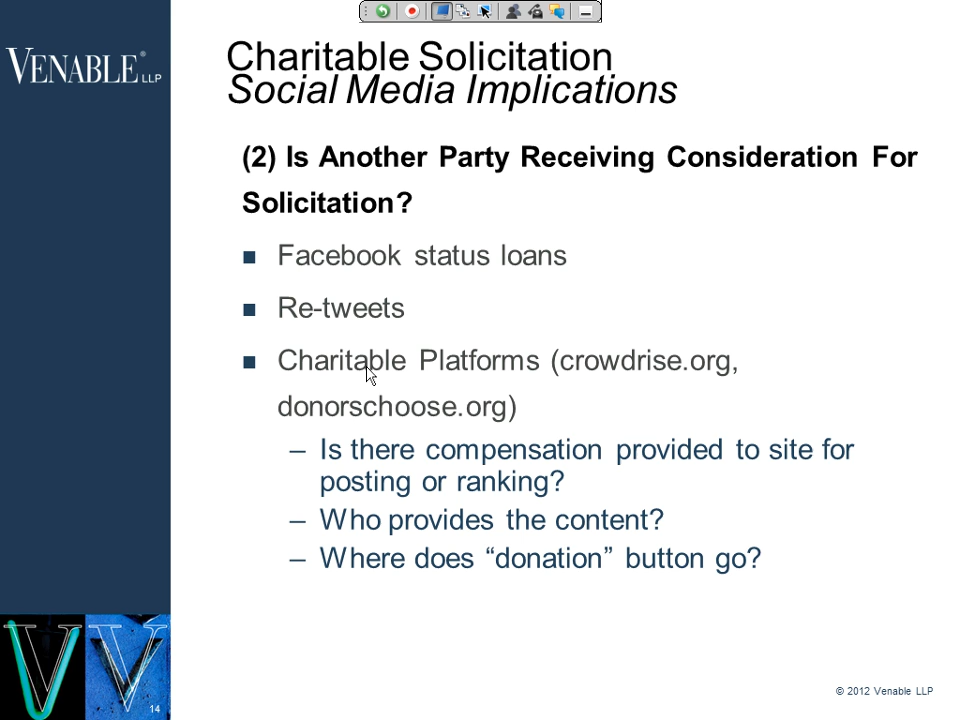 VENABLE® LLP
Charitable Solicitation
Social Media Implications
(2) Is Another Party Receiving Consideration For
Solicitation?
Facebook status loans
Re-tweets
Charitable Platforms (crowdrise.org,
donorschoose.org)
– Is there compensation provided to site for
posting or ranking?
– Who provides the content?
– Where does “donation” button go?
© 2012 Venable LLP
14